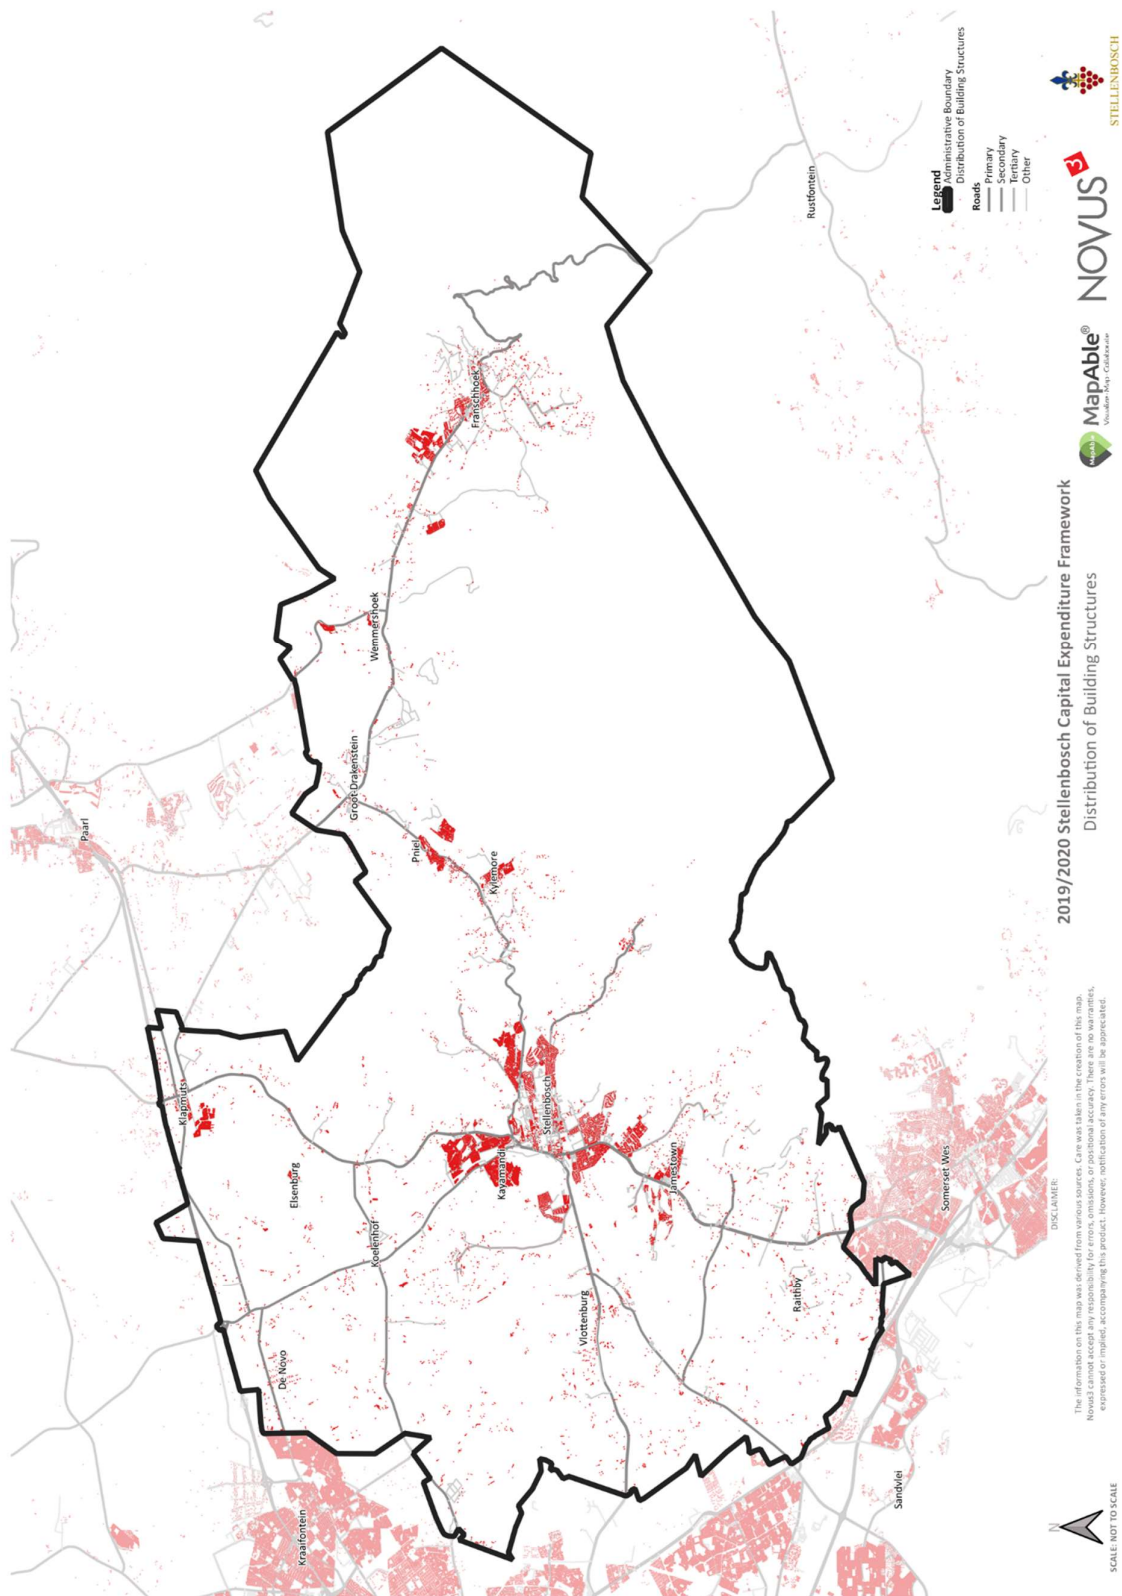 Paarl
Klapmuts
Elsenburg
Koelenhof
De Novo
Kraaifontein
Kayamandi
Stellenbosch
Jamestown
Vlottenburg
Raithby
Sandvlei
Somerset Wes
Pniel
Kylemore
Groot Drakenstein
Wemmershoek
Franschhoek
Rustfontein
Legend
Administrative Boundary
Distribution of Building Structures
Roads
Primary
Secondary
Tertiary
Other
N
SCALE: NOT TO SCALE
DISCLAIMER:
The information on this map was derived from various sources. Care was taken in the creation of this map.
Novus3 cannot accept any responsibility for errors, omissions, or positional accuracy. There are no warranties,
expressed or implied, accompanying this product. However, notification of any errors will be appreciated.
2019/2020 Stellenbosch Capital Expenditure Framework
Distribution of Building Structures
MapAble
MapAble®
Visualise·Map·Collaborate
NOVUS3
STELLENBOSCH